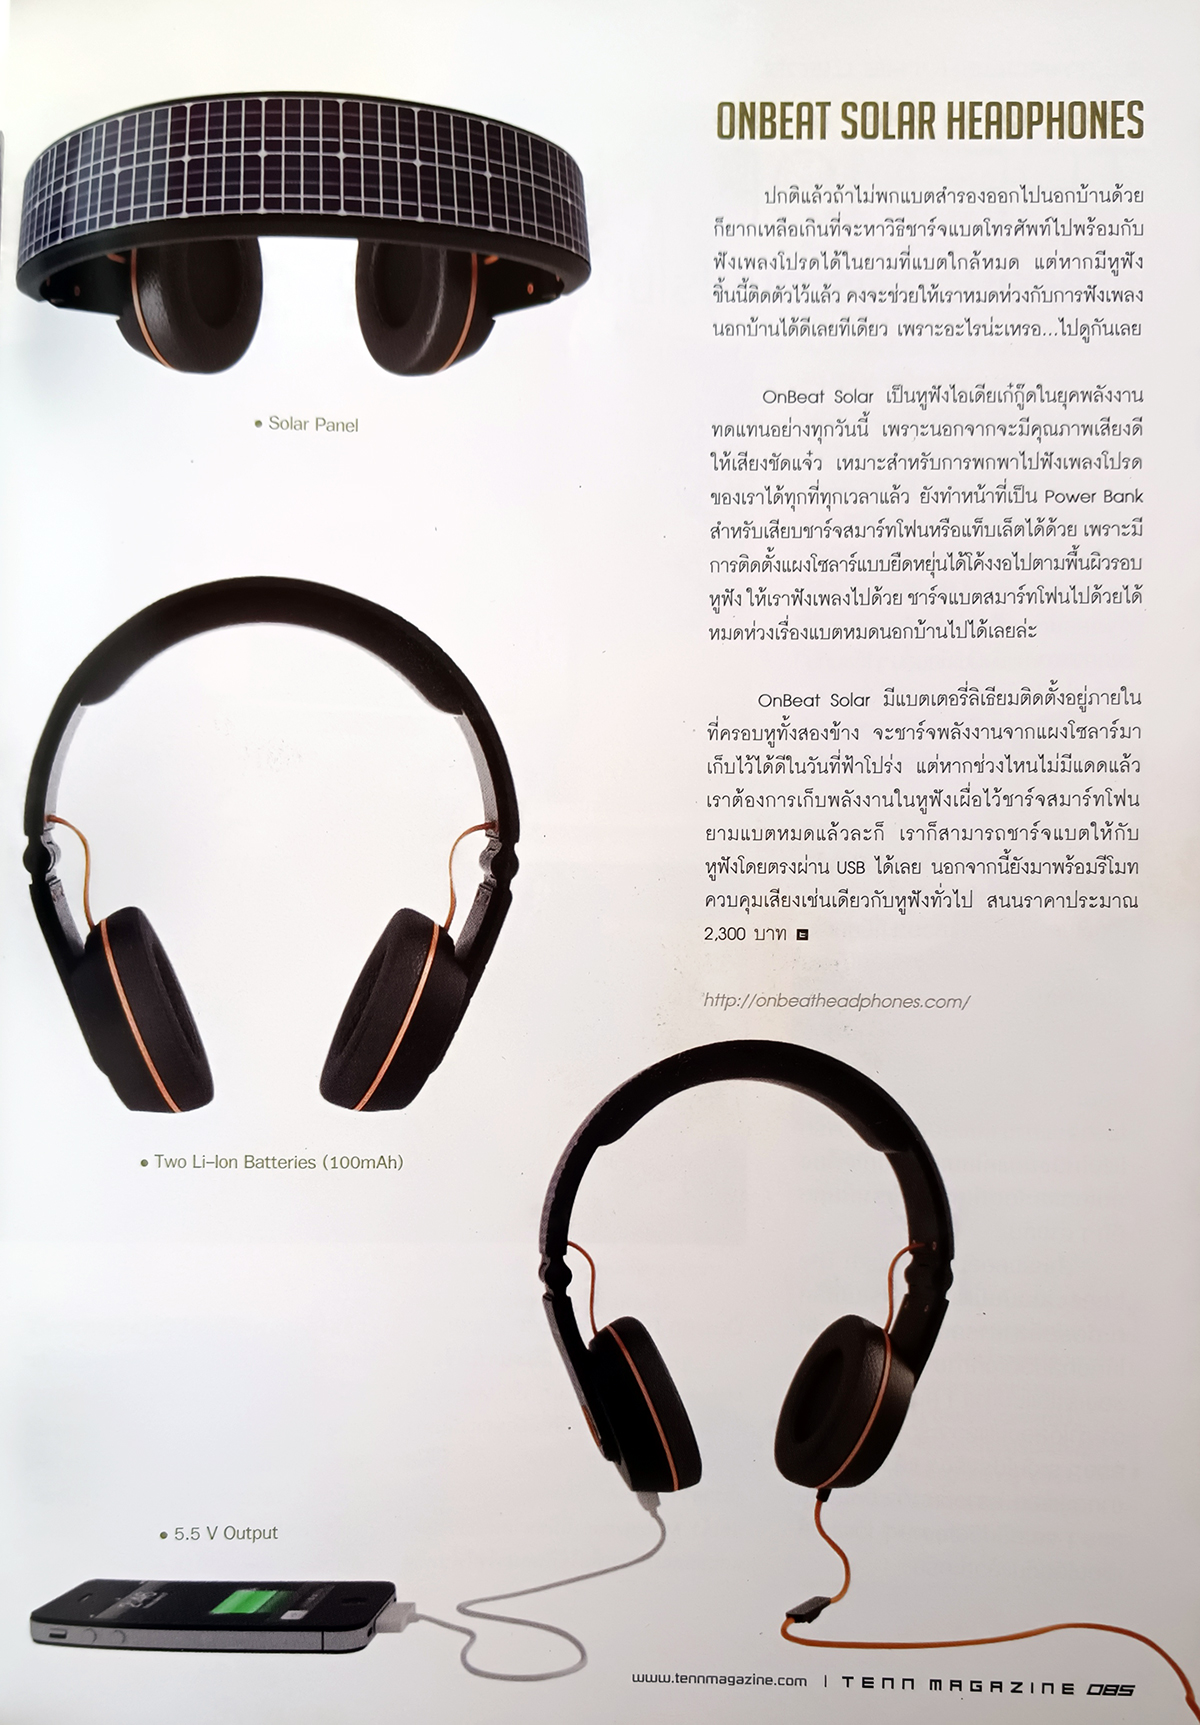 ONBEAT SOLAR HEADPHONES
ปกติแล้วถ้าไม่พกแบตสำรองออกไปนอกบ้านด้วย
ก็ยากเหลือเกินที่จะหาวิธีชาร์จแบตโทรศัพท์ไปพร้อมกับ
ฟังเพลงโปรดได้ในยามที่แบตใกล้หมด แต่หากมีหูฟัง
ชิ้นนี้ติดตัวไว้แล้ว คงจะช่วยให้เราหมดห่วงกับการฟังเพลง
นอกบ้านได้ดีเลยทีเดียว เพราะอะไรน่ะเหรอ...ไปดูกันเลย
OnBeat Solar เป็นหูฟังไอเดียเก๋กู๊ดในยุคพลังงาน
ทดแทนอย่างทุกวันนี้ เพราะนอกจากจะมีคุณภาพเสียงดี
ให้เสียงชัดแจ๋ว เหมาะสำหรับการพกพาไปฟังเพลงโปรด
ของเราได้ทุกที่ทุกเวลาแล้ว ยังทำหน้าที่เป็น Power Bank
สำหรับเสียบชาร์จสมาร์ทโฟนหรือแท็บเล็ตได้ด้วย เพราะมี
การติดตั้งแผงโซลาร์แบบยืดหยุ่นได้โค้งงอไปตามพื้นผิวรอบ
หูฟัง ให้เราฟังเพลงไปด้วย ชาร์จแบตสมาร์ทโฟนไปด้วยได้
หมดห่วงเรื่องแบตหมดนอกบ้านไปได้เลยล่ะ
OnBeat Solar มีแบตเตอรี่ลิเธียมติดตั้งอยู่ภายใน
ที่ครอบหูทั้งสองข้าง จะชาร์จพลังงานจากแผงโซลาร์มา
เก็บไว้ได้ดีในวันที่ฟ้าโปร่ง แต่หากช่วงไหนไม่มีแดดแล้ว
เราต้องการเก็บพลังงานในหูฟังเผื่อไว้ชาร์จสมาร์ทโฟน
ยามแบตหมดแล้วละก็ เราก็สามารถชาร์จแบตให้กับ
หูฟังโดยตรงผ่าน USB ได้เลย นอกจากนี้ยังมาพร้อมรีโมท
ควบคุมเสียงเช่นเดียวกับหูฟังทั่วไป สนนราคาประมาณ
2,300 บาท
http://onbeatheadphones.com/
• Solar Panel
• Two Li-Ion Batteries (100mAh)
• 5.5 V Output
www.tennmagazine.com | TENN MAGAZINE 085